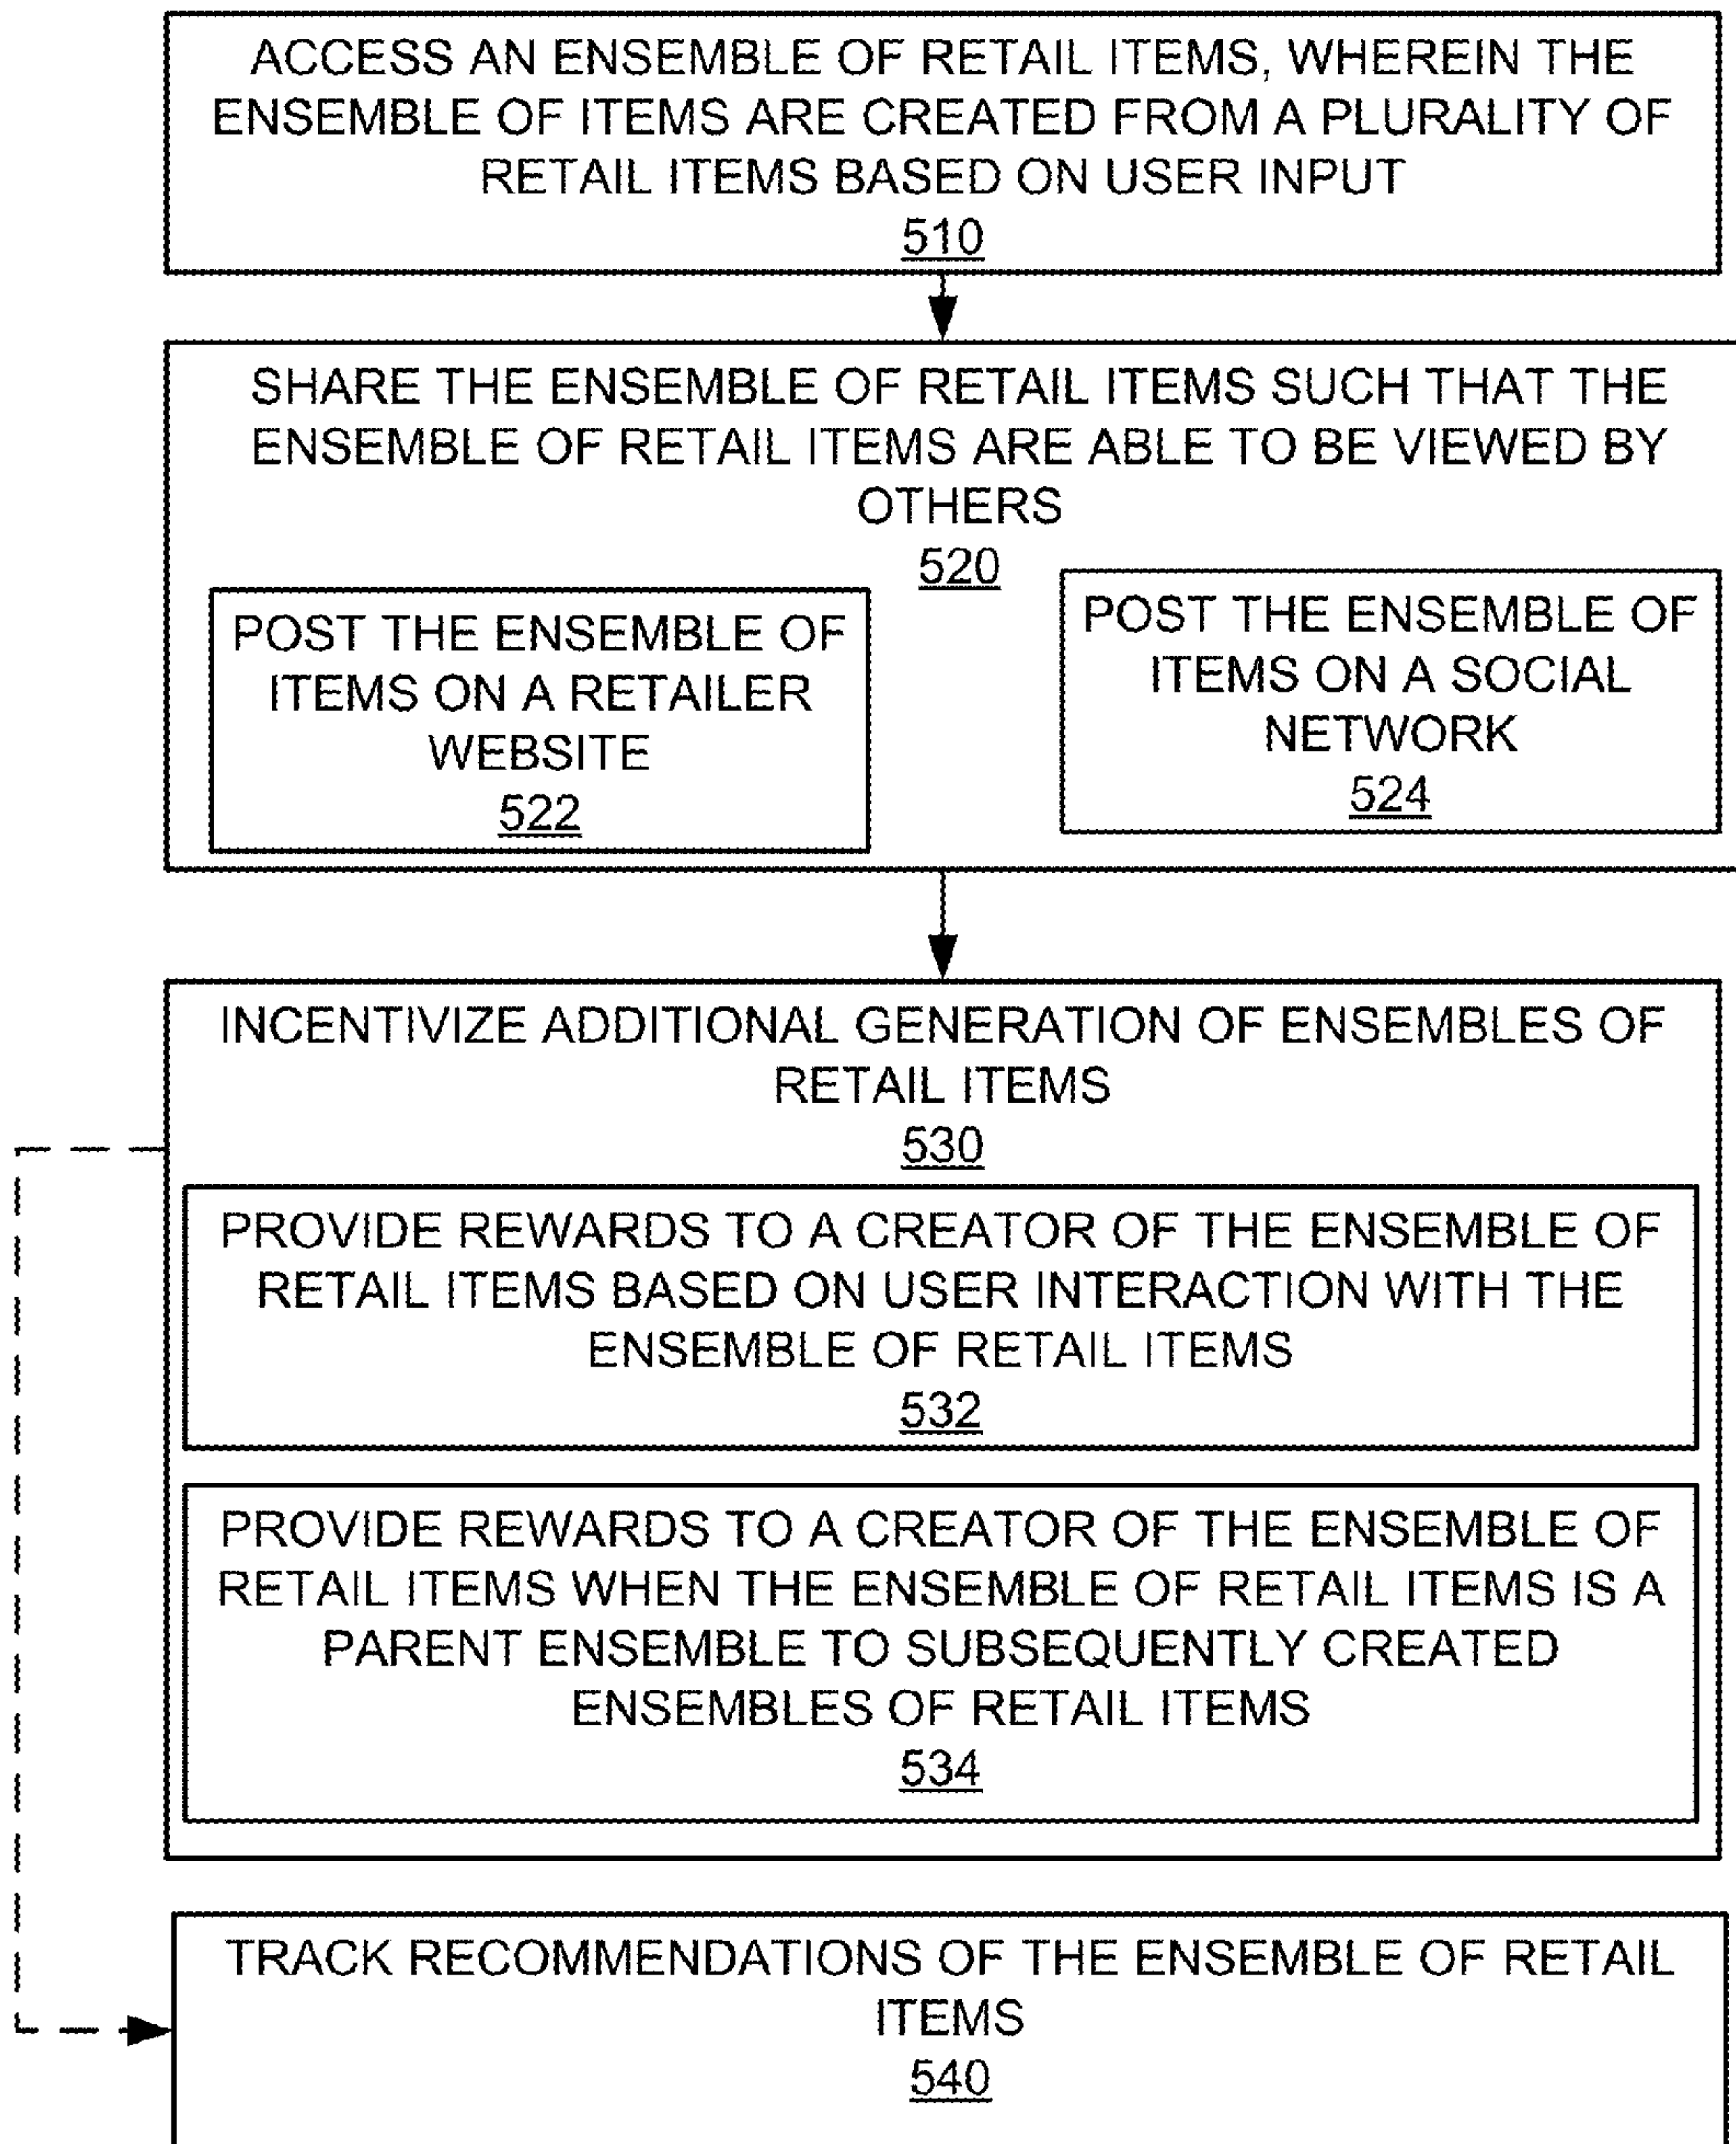 ACCESS AN ENSEMBLE OF RETAIL ITEMS, WHEREIN THE
ENSEMBLE OF ITEMS ARE CREATED FROM A PLURALITY OF
RETAIL ITEMS BASED ON USER INPUT
510
SHARE THE ENSEMBLE OF RETAIL ITEMS SUCH THAT THE
ENSEMBLE OF RETAIL ITEMS ARE ABLE TO BE VIEWED BY
OTHERS
520
POST THE ENSEMBLE OF
ITEMS ON A RETAILER
WEBSITE
522
POST THE ENSEMBLE OF
ITEMS ON A SOCIAL
NETWORK
524
INCENTIVIZE ADDITIONAL GENERATION OF ENSEMBLES OF
RETAIL ITEMS
530
PROVIDE REWARDS TO A CREATOR OF THE ENSEMBLE OF
RETAIL ITEMS BASED ON USER INTERACTION WITH THE
ENSEMBLE OF RETAIL ITEMS
532
PROVIDE REWARDS TO A CREATOR OF THE ENSEMBLE OF
RETAIL ITEMS WHEN THE ENSEMBLE OF RETAIL ITEMS IS A
PARENT ENSEMBLE TO SUBSEQUENTLY CREATED
ENSEMBLES OF RETAIL ITEMS
534
TRACK RECOMMENDATIONS OF THE ENSEMBLE OF RETAIL
ITEMS
540